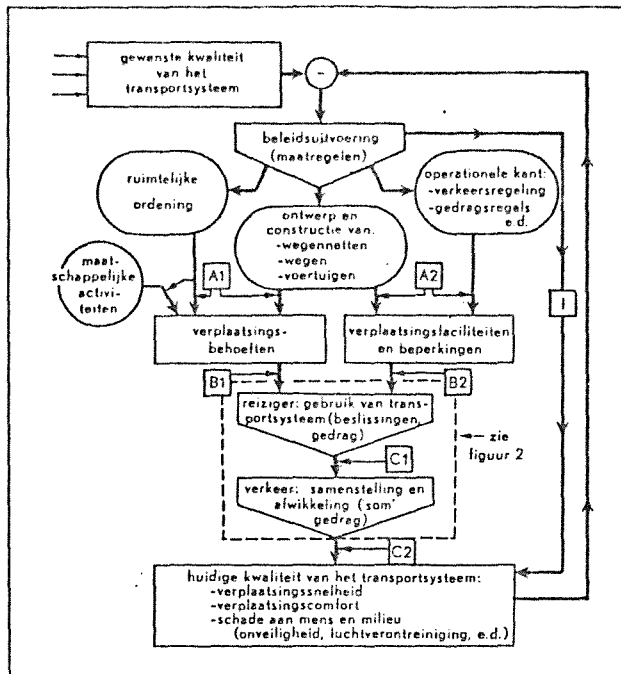 gewenste kwaliteit
van het
transportsysteem
-
beleidsuitvoering
(maatregelen)
ruimtelijke
ordening
ontwerp en
constructie van:
-wegennetten
-wegen
-voertuigen
operationele kant:
-verkeersregeling
-gedragsregels
e.d.
maat-
schappelijke
activi-
teiten
A1
A2
I
verplaatsings-
behoeften
verplaatsingsfaciliteiten
en beperkingen
B1
B2
reiziger: gebruik van trans-
portsysteem (beslissingen,
gedrag)
zie
figuur 2
C1
verkeer: samenstelling en
afwikkeling (som'
gedrag)
C2
huidige kwaliteit van het transportsysteem:
-verplaatsingssnelheid
-verplaatsingscomfort
-schade aan mens en milieu
(onveiligheid, luchtverontreiniging, e.d.)